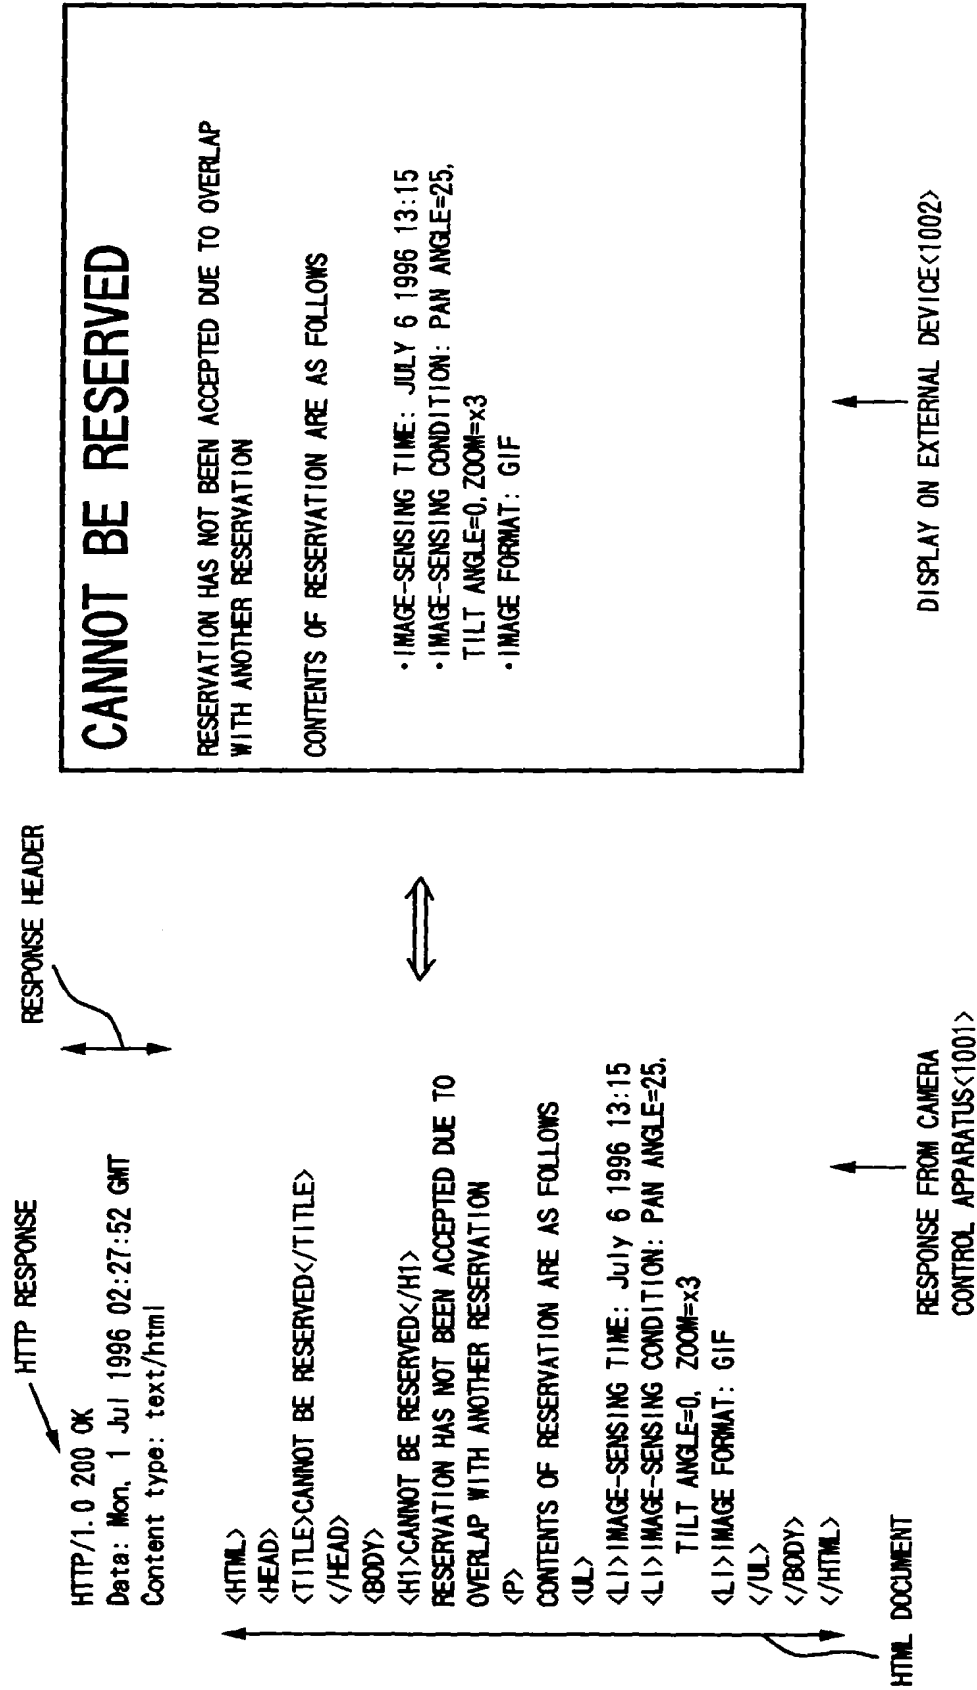 HTTP RESPONSE
RESPONSE HEADER
HTTP/1.0 200 OK
Data: Mon, 1 Jul 1996 02:27:52 GMT
Content type: text/html
<HTML>
<HEAD>
<TITLE>CANNOT BE RESERVED</TITLE>
</HEAD>
<BODY>
<H1>CANNOT BE RESERVED</H1>
RESERVATION HAS NOT BEEN ACCEPTED DUE TO
OVERLAP WITH ANOTHER RESERVATION
<P>
CONTENTS OF RESERVATION ARE AS FOLLOWS
<UL>
<LI>IMAGE-SENSING TIME: July 6 1996 13:15
<LI>IMAGE-SENSING CONDITION: PAN ANGLE=25,
TILT ANGLE=0, ZOOM=x3
<LI>IMAGE FORMAT: GIF
</UL>
</BODY>
</HTML>
HTML DOCUMENT
RESPONSE FROM CAMERA
CONTROL APPARATUS<1001>
CANNOT BE RESERVED
RESERVATION HAS NOT BEEN ACCEPTED DUE TO OVERLAP
WITH ANOTHER RESERVATION
CONTENTS OF RESERVATION ARE AS FOLLOWS
•IMAGE-SENSING TIME: JULY 6 1996 13:15
•IMAGE-SENSING CONDITION: PAN ANGLE=25,
TILT ANGLE=0, ZOOM=x3
•IMAGE FORMAT: GIF
DISPLAY ON EXTERNAL DEVICE<1002>